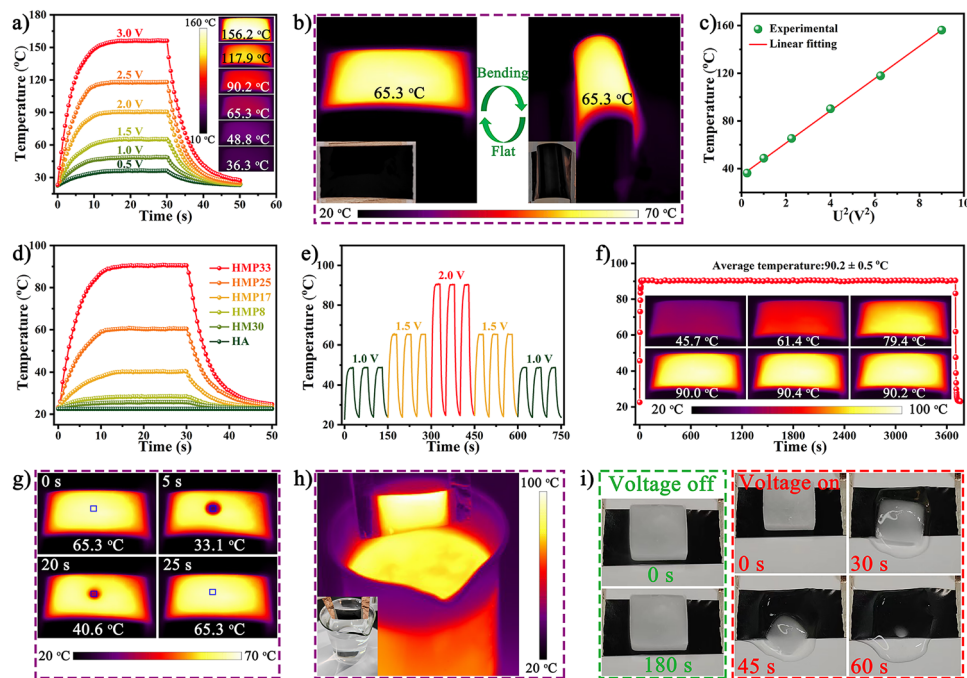 a)
160 ℃
10 ℃
156.2 ℃
117.9 ℃
90.2 ℃
65.3 ℃
48.8 ℃
36.3 ℃
3.0 V
2.5 V
2.0 V
1.5 V
1.0 V
0.5 V
180
150
120
90
60
30
0 10 20 30 40 50 60
Temperature (℃)
Time (s)
b)
65.3 ℃
Bending
Flat
65.3 ℃
20 ℃
70 ℃
c)
Experimental
Linear fitting
160
120
80
40
0
0 2 4 6 8 10
Temperature (℃)
U²(V²)
d)
HMP33
HMP25
HMP17
HMP8
HM30
HA
100
80
60
40
20
0 10 20 30 40 50
Temperature (℃)
Time (s)
e)
1.0 V
1.5 V
2.0 V
1.5 V
1.0 V
100
80
60
40
20
0 150 300 450 600 750
Temperature (℃)
Time (s)
f)
Average temperature:90.2 ± 0.5 ℃
45.7 ℃
61.4 ℃
79.4 ℃
90.0 ℃
90.4 ℃
90.2 ℃
20 ℃
100 ℃
100
80
60
40
20
0 600 1200 1800 2400 3000 3600
Temperature (℃)
Time (s)
g)
0 s
65.3 ℃
5 s
33.1 ℃
20 s
40.6 ℃
25 s
65.3 ℃
20 ℃
70 ℃
h)
100 ℃
20 ℃
i)
Voltage off
0 s
180 s
Voltage on
0 s
30 s
45 s
60 s